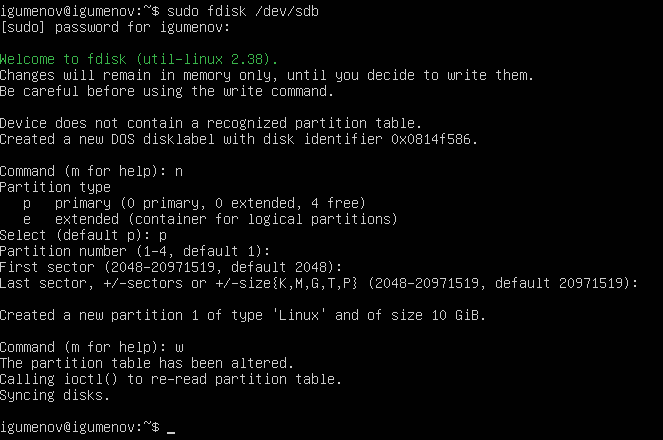 igumenov@igumenov:~$ sudo fdisk /dev/sdb
[sudo] password for igumenov:
Welcome to fdisk (util-linux 2.38).
Changes will remain in memory only, until you decide to write them.
Be careful before using the write command.
Device does not contain a recognized partition table.
Created a new DOS disklabel with disk identifier 0x0814f586.
Command (m for help): n
Partition type
p   primary (0 primary, 0 extended, 4 free)
e   extended (container for logical partitions)
Select (default p): p
Partition number (1-4, default 1):
First sector (2048-20971519, default 2048):
Last sector, +/-sectors or +/-size{K,M,G,T,P} (2048-20971519, default 20971519):
Created a new partition 1 of type 'Linux' and of size 10 GiB.
Command (m for help): w
The partition table has been altered.
Calling ioctl() to re-read partition table.
Syncing disks.
igumenov@igumenov:~$ _